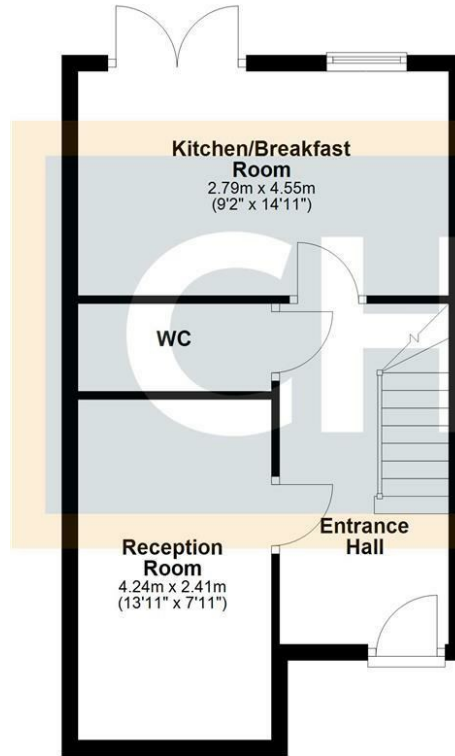 Kitchen/Breakfast
Room
2.79m x 4.55m
(9'2" x 14'11")
WC
CH
Entrance
Hall
Reception
Room
4.24m x 2.41m
(13'11" x 7'11")